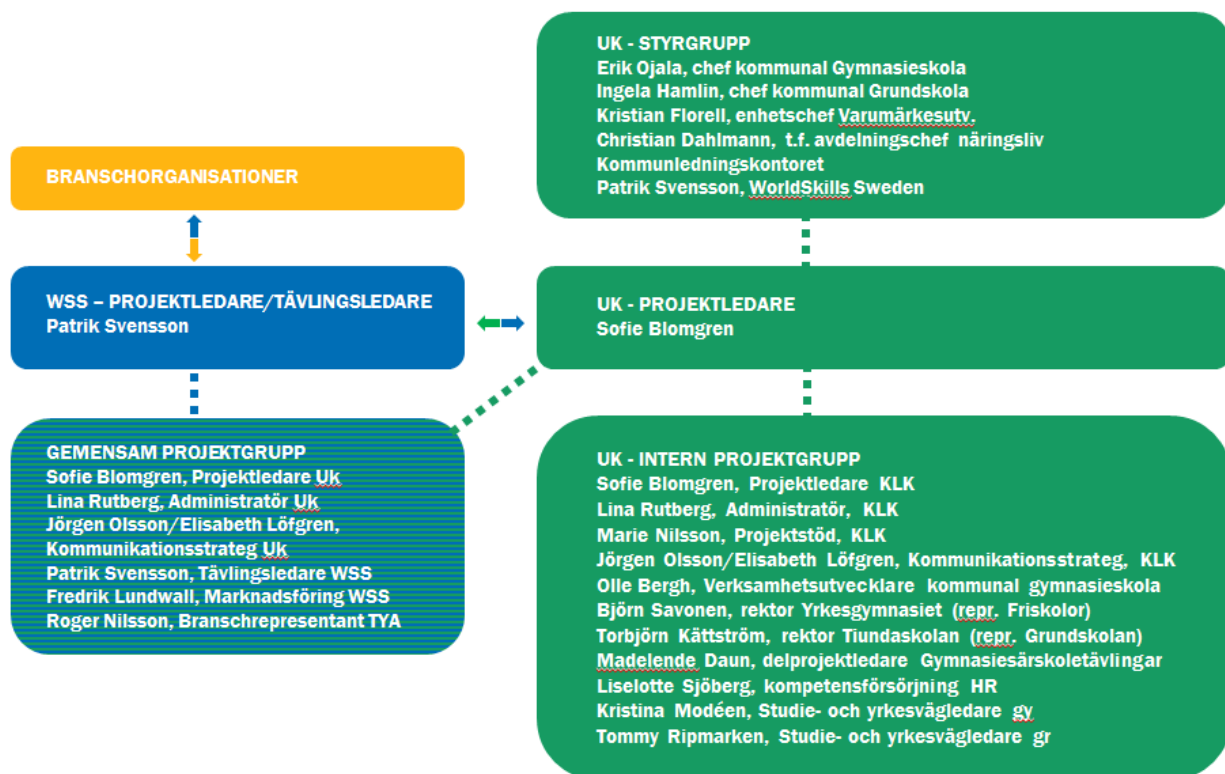 UK - STYRGRUPP
Erik Ojala, chef kommunal Gymnasieskola
Ingela Hamlin, chef kommunal Grundskola
Kristian Florell, enhetschef Varumärkesutv.
Christian Dahlmann, t.f. avdelningschef näringsliv
Kommunledningskontoret
Patrik Svensson, WorldSkills Sweden
BRANSCHORGANISATIONER
WSS – PROJEKTLEDARE/TÄVLINGSLEDARE
Patrik Svensson
UK - PROJEKTLEDARE
Sofie Blomgren
GEMENSAM PROJEKTGRUPP
Sofie Blomgren, Projektledare Uk
Lina Rutberg, Administratör Uk
Jörgen Olsson/Elisabeth Löfgren,
Kommunikationsstrateg Uk
Patrik Svensson, Tävlingsledare WSS
Fredrik Lundwall, Marknadsföring WSS
Roger Nilsson, Branschrepresentant TYA
UK - INTERN PROJEKTGRUPP
Sofie Blomgren, Projektledare KLK
Lina Rutberg, Administratör, KLK
Marie Nilsson, Projektstöd, KLK
Jörgen Olsson/Elisabeth Löfgren, Kommunikationsstrateg, KLK
Olle Bergh, Verksamhetsutvecklare kommunal gymnasieskola
Björn Savonen, rektor Yrkesgymnasiet (repr. Friskolor)
Torbjörn Kättström, rektor Tiundaskolan (repr. Grundskolan)
Madelende Daun, delprojektledare Gymnasiesärskoletävlingar
Liselotte Sjöberg, kompetensförsörjning HR
Kristina Modéen, Studie- och yrkesvägledare gy
Tommy Ripmarken, Studie- och yrkesvägledare gr